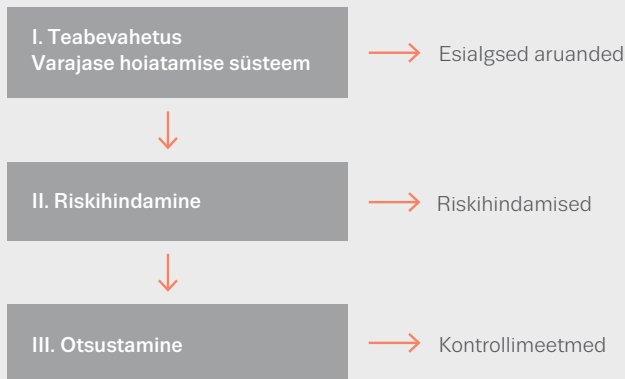 I. Teabevahetus
Varajase hoiatamise süsteem
Esialgsed aruanded
II. Riskihindamine
Riskihindamised
III. Otsustamine
Kontrollimeetmed